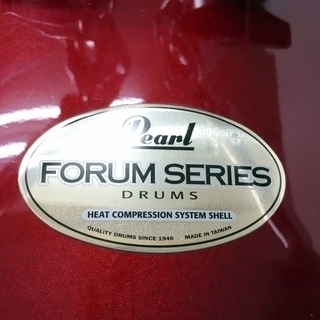 Pearl
FORUM SERIES
DRUMS
HEAT COMPRESSION SYSTEM SHELL
QUALITY DRUMS SINCE 1946 MADE IN TAIWAN